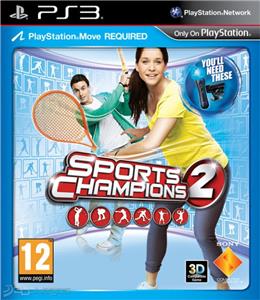 PS3
PlayStation Network
PlayStation®Move REQUIRED
Only On PlayStation
YOU'LL
NEED
THESE
SPORTS
CHAMPIONS 2
12
www.pegi.info
3D
SONY